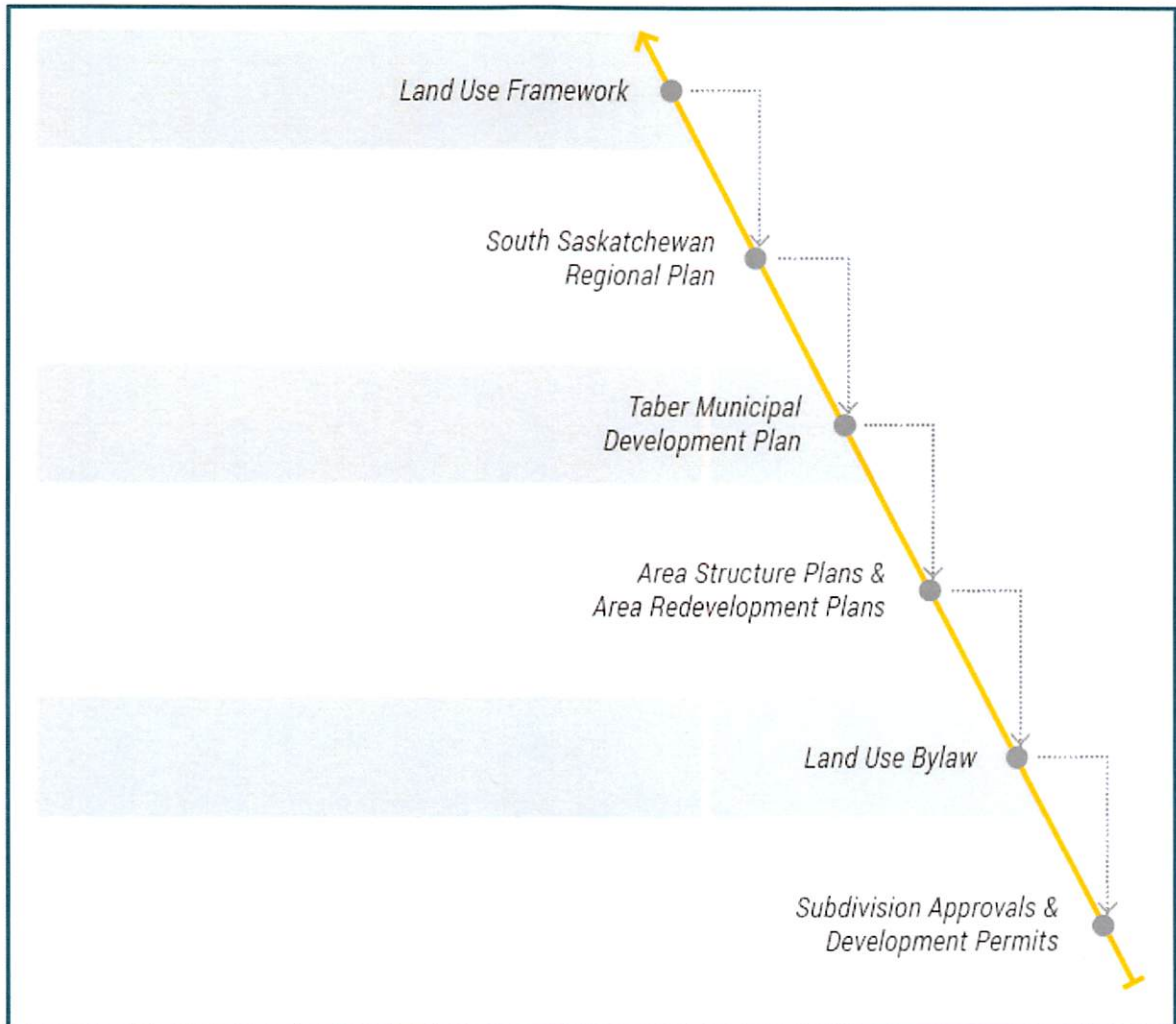 Land Use Framework
South Saskatchewan
Regional Plan
Taber Municipal
Development Plan
Area Structure Plans &
Area Redevelopment Plans
Land Use Bylaw
Subdivision Approvals &
Development Permits